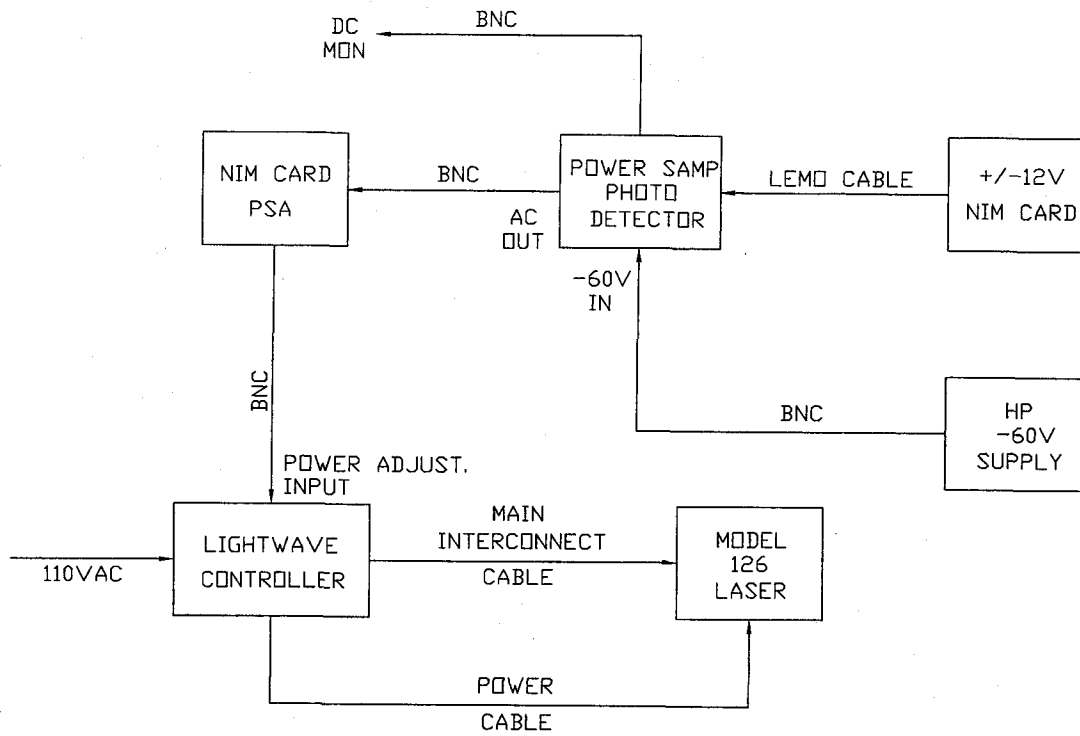 DC
MON
BNC
NIM CARD
PSA
BNC
AC
OUT
POWER SAMP
PHOTO
DETECTOR
LEMO CABLE
+/-12V
NIM CARD
-60V
IN
BNC
BNC
HP
-60V
SUPPLY
POWER ADJUST.
INPUT
110VAC
LIGHTWAVE
CONTROLLER
MAIN
INTERCONNECT
CABLE
MODEL
126
LASER
POWER
CABLE